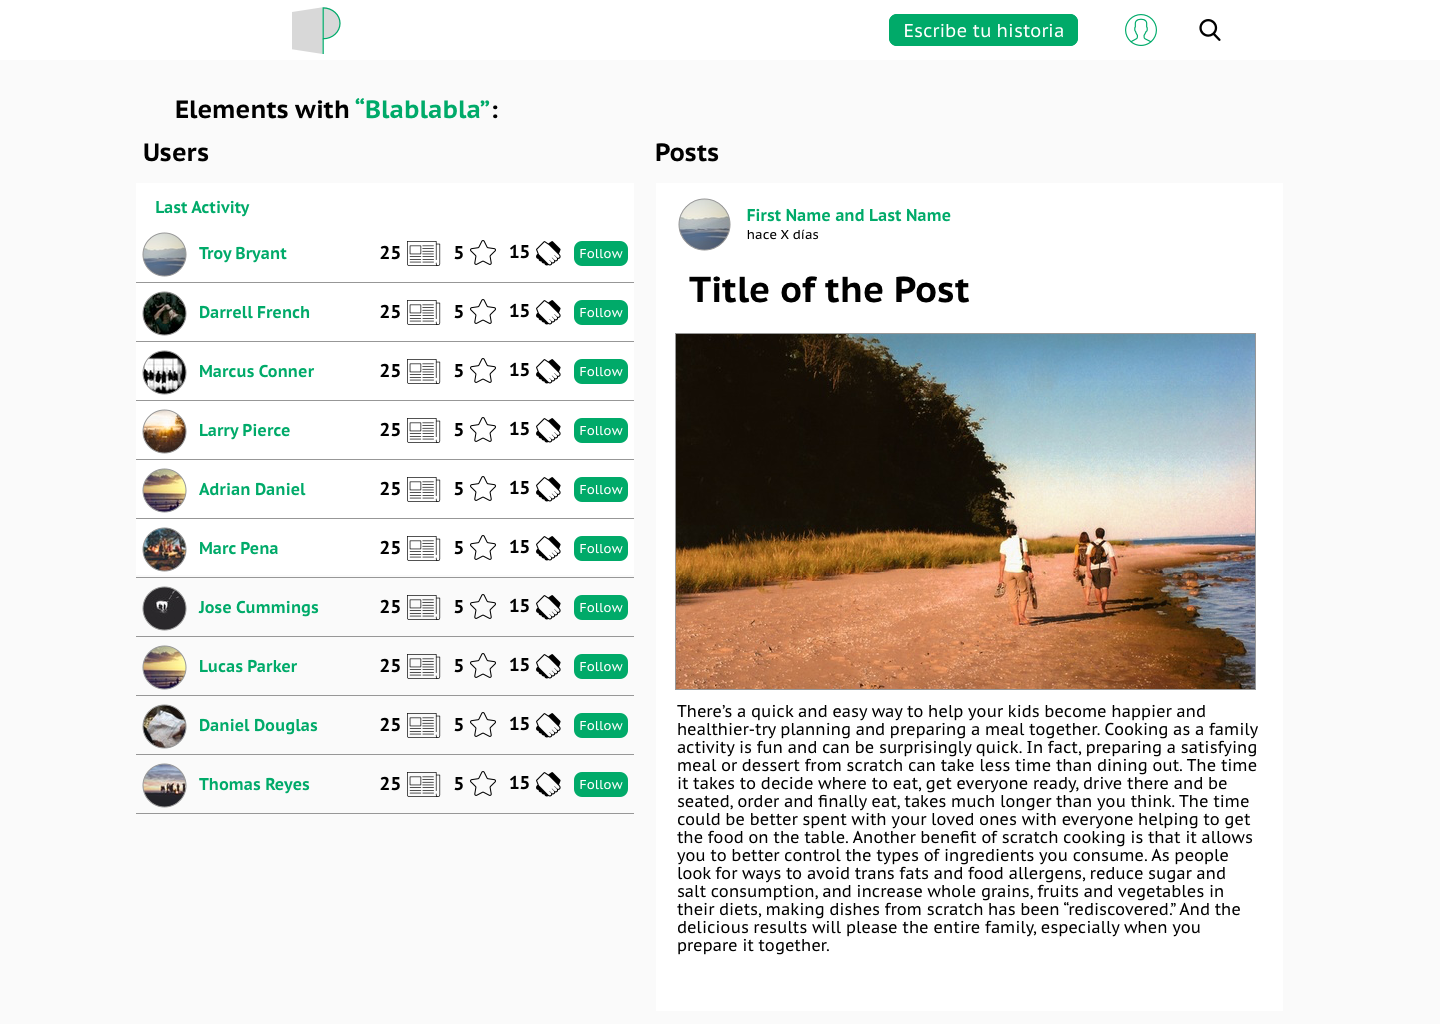 Escribe tu historia
Elements with “Blablabla”:
Users
Last Activity
Troy Bryant 25 5 15 Follow
Darrell French 25 5 15 Follow
Marcus Conner 25 5 15 Follow
Larry Pierce 25 5 15 Follow
Adrian Daniel 25 5 15 Follow
Marc Pena 25 5 15 Follow
Jose Cummings 25 5 15 Follow
Lucas Parker 25 5 15 Follow
Daniel Douglas 25 5 15 Follow
Thomas Reyes 25 5 15 Follow
Posts
First Name and Last Name
hace X días
Title of the Post
There’s a quick and easy way to help your kids become happier and
healthier-try planning and preparing a meal together. Cooking as a family
activity is fun and can be surprisingly quick. In fact, preparing a satisfying
meal or dessert from scratch can take less time than dining out. The time
it takes to decide where to eat, get everyone ready, drive there and be
seated, order and finally eat, takes much longer than you think. The time
could be better spent with your loved ones with everyone helping to get
the food on the table. Another benefit of scratch cooking is that it allows
you to better control the types of ingredients you consume. As people
look for ways to avoid trans fats and food allergens, reduce sugar and
salt consumption, and increase whole grains, fruits and vegetables in
their diets, making dishes from scratch has been “rediscovered.” And the
delicious results will please the entire family, especially when you
prepare it together.